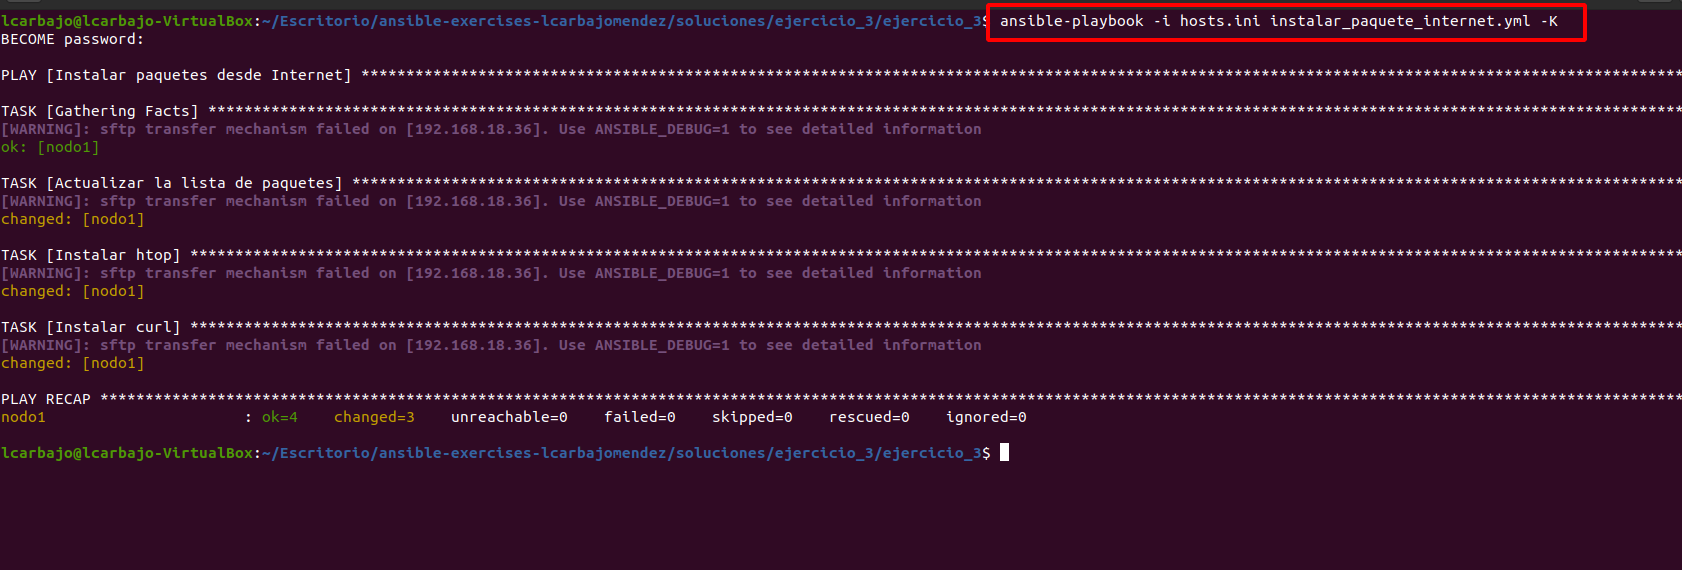 lcarbajo@lcarbajo-VirtualBox:~/Escritorio/ansible-exercises-lcarbajomendez/soluciones/ejercicio_3/ejercicio_3$ ansible-playbook -i hosts.ini instalar_paquete_internet.yml -K
BECOME password:
PLAY [Instalar paquetes desde Internet] ***************************************************************************************************************************************************
TASK [Gathering Facts] ********************************************************************************************************************************************************************
[WARNING]: sftp transfer mechanism failed on [192.168.18.36]. Use ANSIBLE_DEBUG=1 to see detailed information
ok: [nodo1]
TASK [Actualizar la lista de paquetes] ****************************************************************************************************************************************************
[WARNING]: sftp transfer mechanism failed on [192.168.18.36]. Use ANSIBLE_DEBUG=1 to see detailed information
changed: [nodo1]
TASK [Instalar htop] **********************************************************************************************************************************************************************
[WARNING]: sftp transfer mechanism failed on [192.168.18.36]. Use ANSIBLE_DEBUG=1 to see detailed information
changed: [nodo1]
TASK [Instalar curl] **********************************************************************************************************************************************************************
[WARNING]: sftp transfer mechanism failed on [192.168.18.36]. Use ANSIBLE_DEBUG=1 to see detailed information
changed: [nodo1]
PLAY RECAP ********************************************************************************************************************************************************************************
nodo1                      : ok=4    changed=3    unreachable=0    failed=0    skipped=0    rescued=0    ignored=0
lcarbajo@lcarbajo-VirtualBox:~/Escritorio/ansible-exercises-lcarbajomendez/soluciones/ejercicio_3/ejercicio_3$